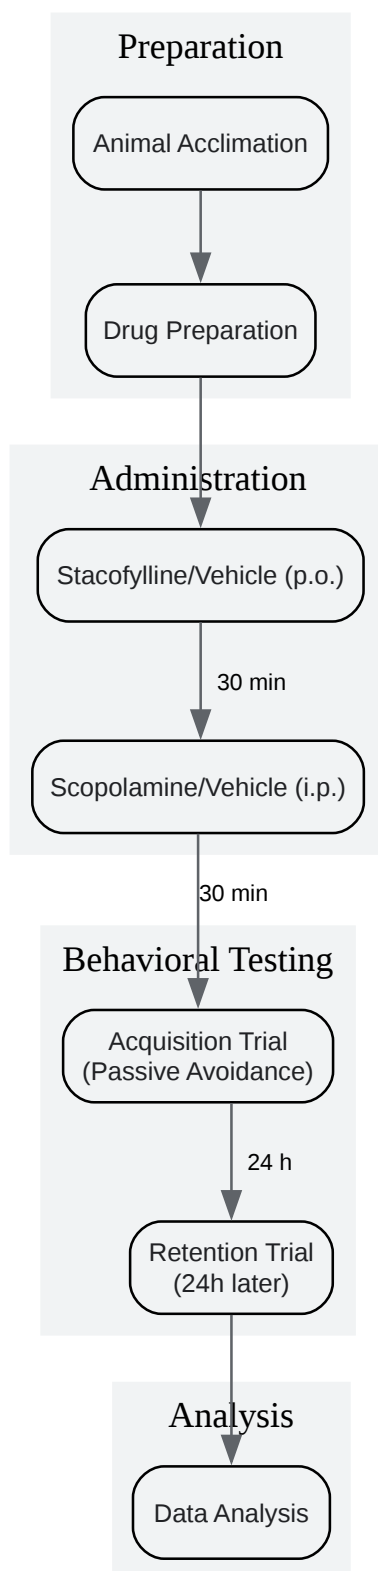 Preparation
Animal Acclimation
Drug Preparation
Administration
Stacofylline/Vehicle (p.o.)
30 min
Scopolamine/Vehicle (i.p.)
30 min
Behavioral Testing
Acquisition Trial
(Passive Avoidance)
24 h
Retention Trial
(24h later)
Analysis
Data Analysis